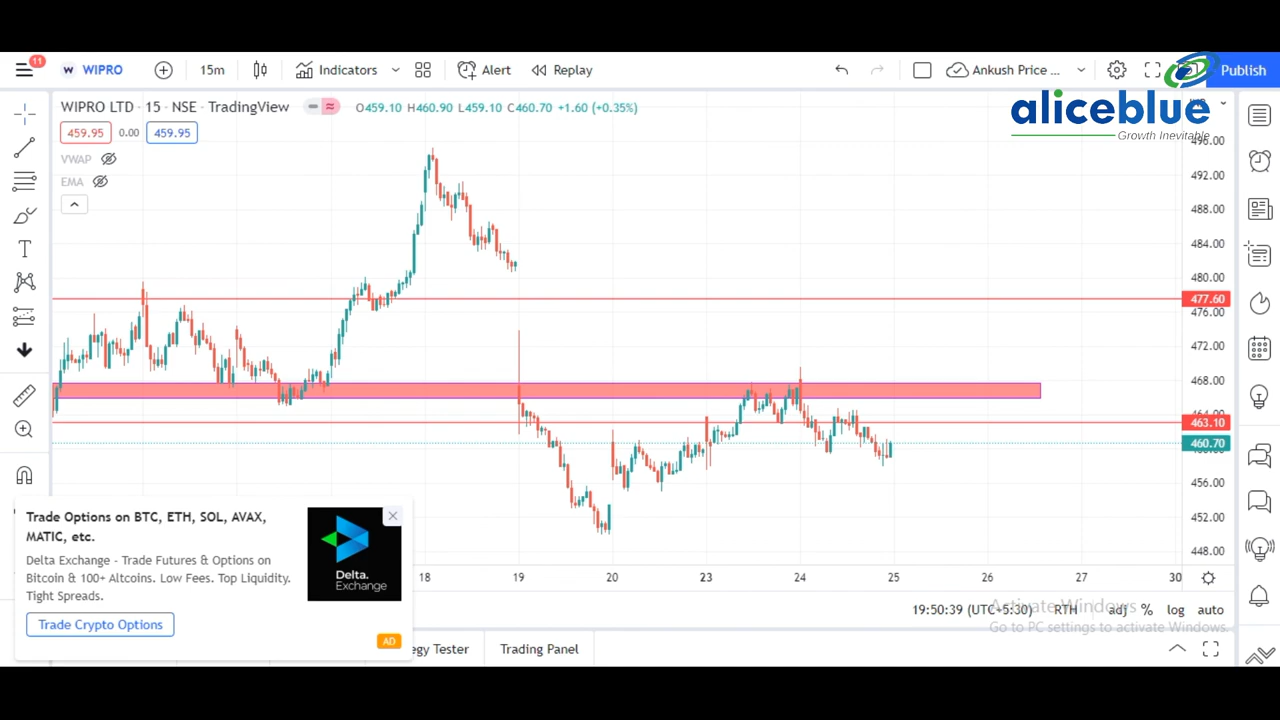 11
W WIPRO
15m
Indicators
Alert
Replay
Ankush Price ...
Publish
aliceblue
Growth Inevitable
WIPRO LTD · 15 · NSE · TradingView
O459.10 H460.90 L459.10 C460.70 +1.60 (+0.35%)
459.95 0.00 459.95
VWAP
EMA
496.00
492.00
488.00
484.00
480.00
477.60
476.00
472.00
468.00
463.10
460.70
456.00
452.00
448.00
Trade Options on BTC, ETH, SOL, AVAX,
MATIC, etc.
Delta Exchange - Trade Futures & Options on
Bitcoin & 100+ Altcoins. Low Fees. Top Liquidity.
Tight Spreads.
Trade Crypto Options
Delta.
Exchange
AD
18 19 20 23 24 25 26 27 30
19:50:39 (UTC+5:30) RTH adj % log auto
Activate Windows
Go to PC settings to activate Windows.
egy Tester
Trading Panel